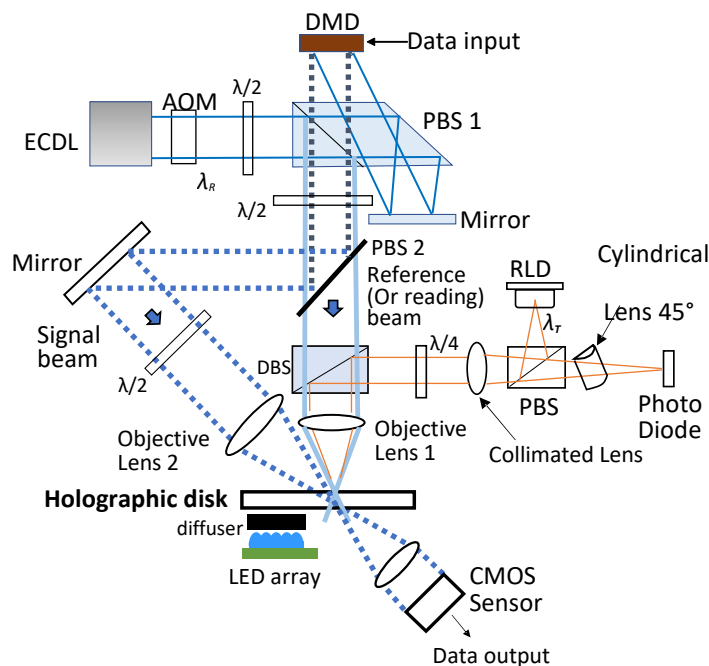 DMD
Data input
λ/2
AOM
ECDL
PBS 1
λR
λ/2
Mirror
Mirror
PBS 2
Reference
(Or reading)
beam
Cylindrical
Lens 45°
RLD
λT
Signal
beam
λ/2
DBS
λ/4
PBS
Photo
Diode
Objective
Lens 2
Objective
Lens 1
Collimated Lens
Holographic disk
diffuser
LED array
CMOS
Sensor
Data output